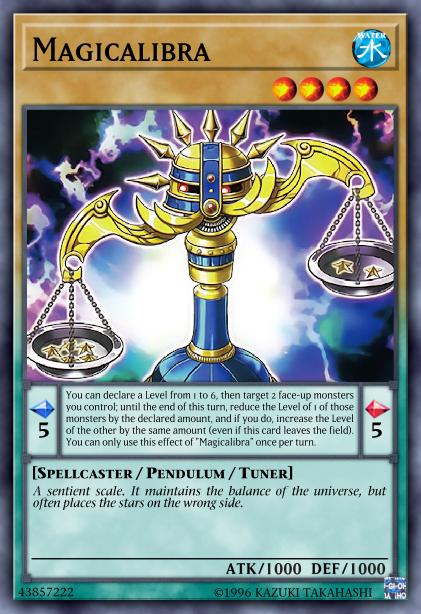 MAGICALIBRA
WATER
水
You can declare a Level from 1 to 6, then target 2 face-up monsters
you control; until the end of this turn, reduce the Level of 1 of those
monsters by the declared amount, and if you do, increase the Level
of the other by the same amount (even if this card leaves the field).
You can only use this effect of "Magicalibra" once per turn.
5
5
[SPELLCASTER / PENDULUM / TUNER]
A sentient scale. It maintains the balance of the universe, but
often places the stars on the wrong side.
ATK/1000 DEF/1000
43857222
©1996 KAZUKI TAKAHASHI